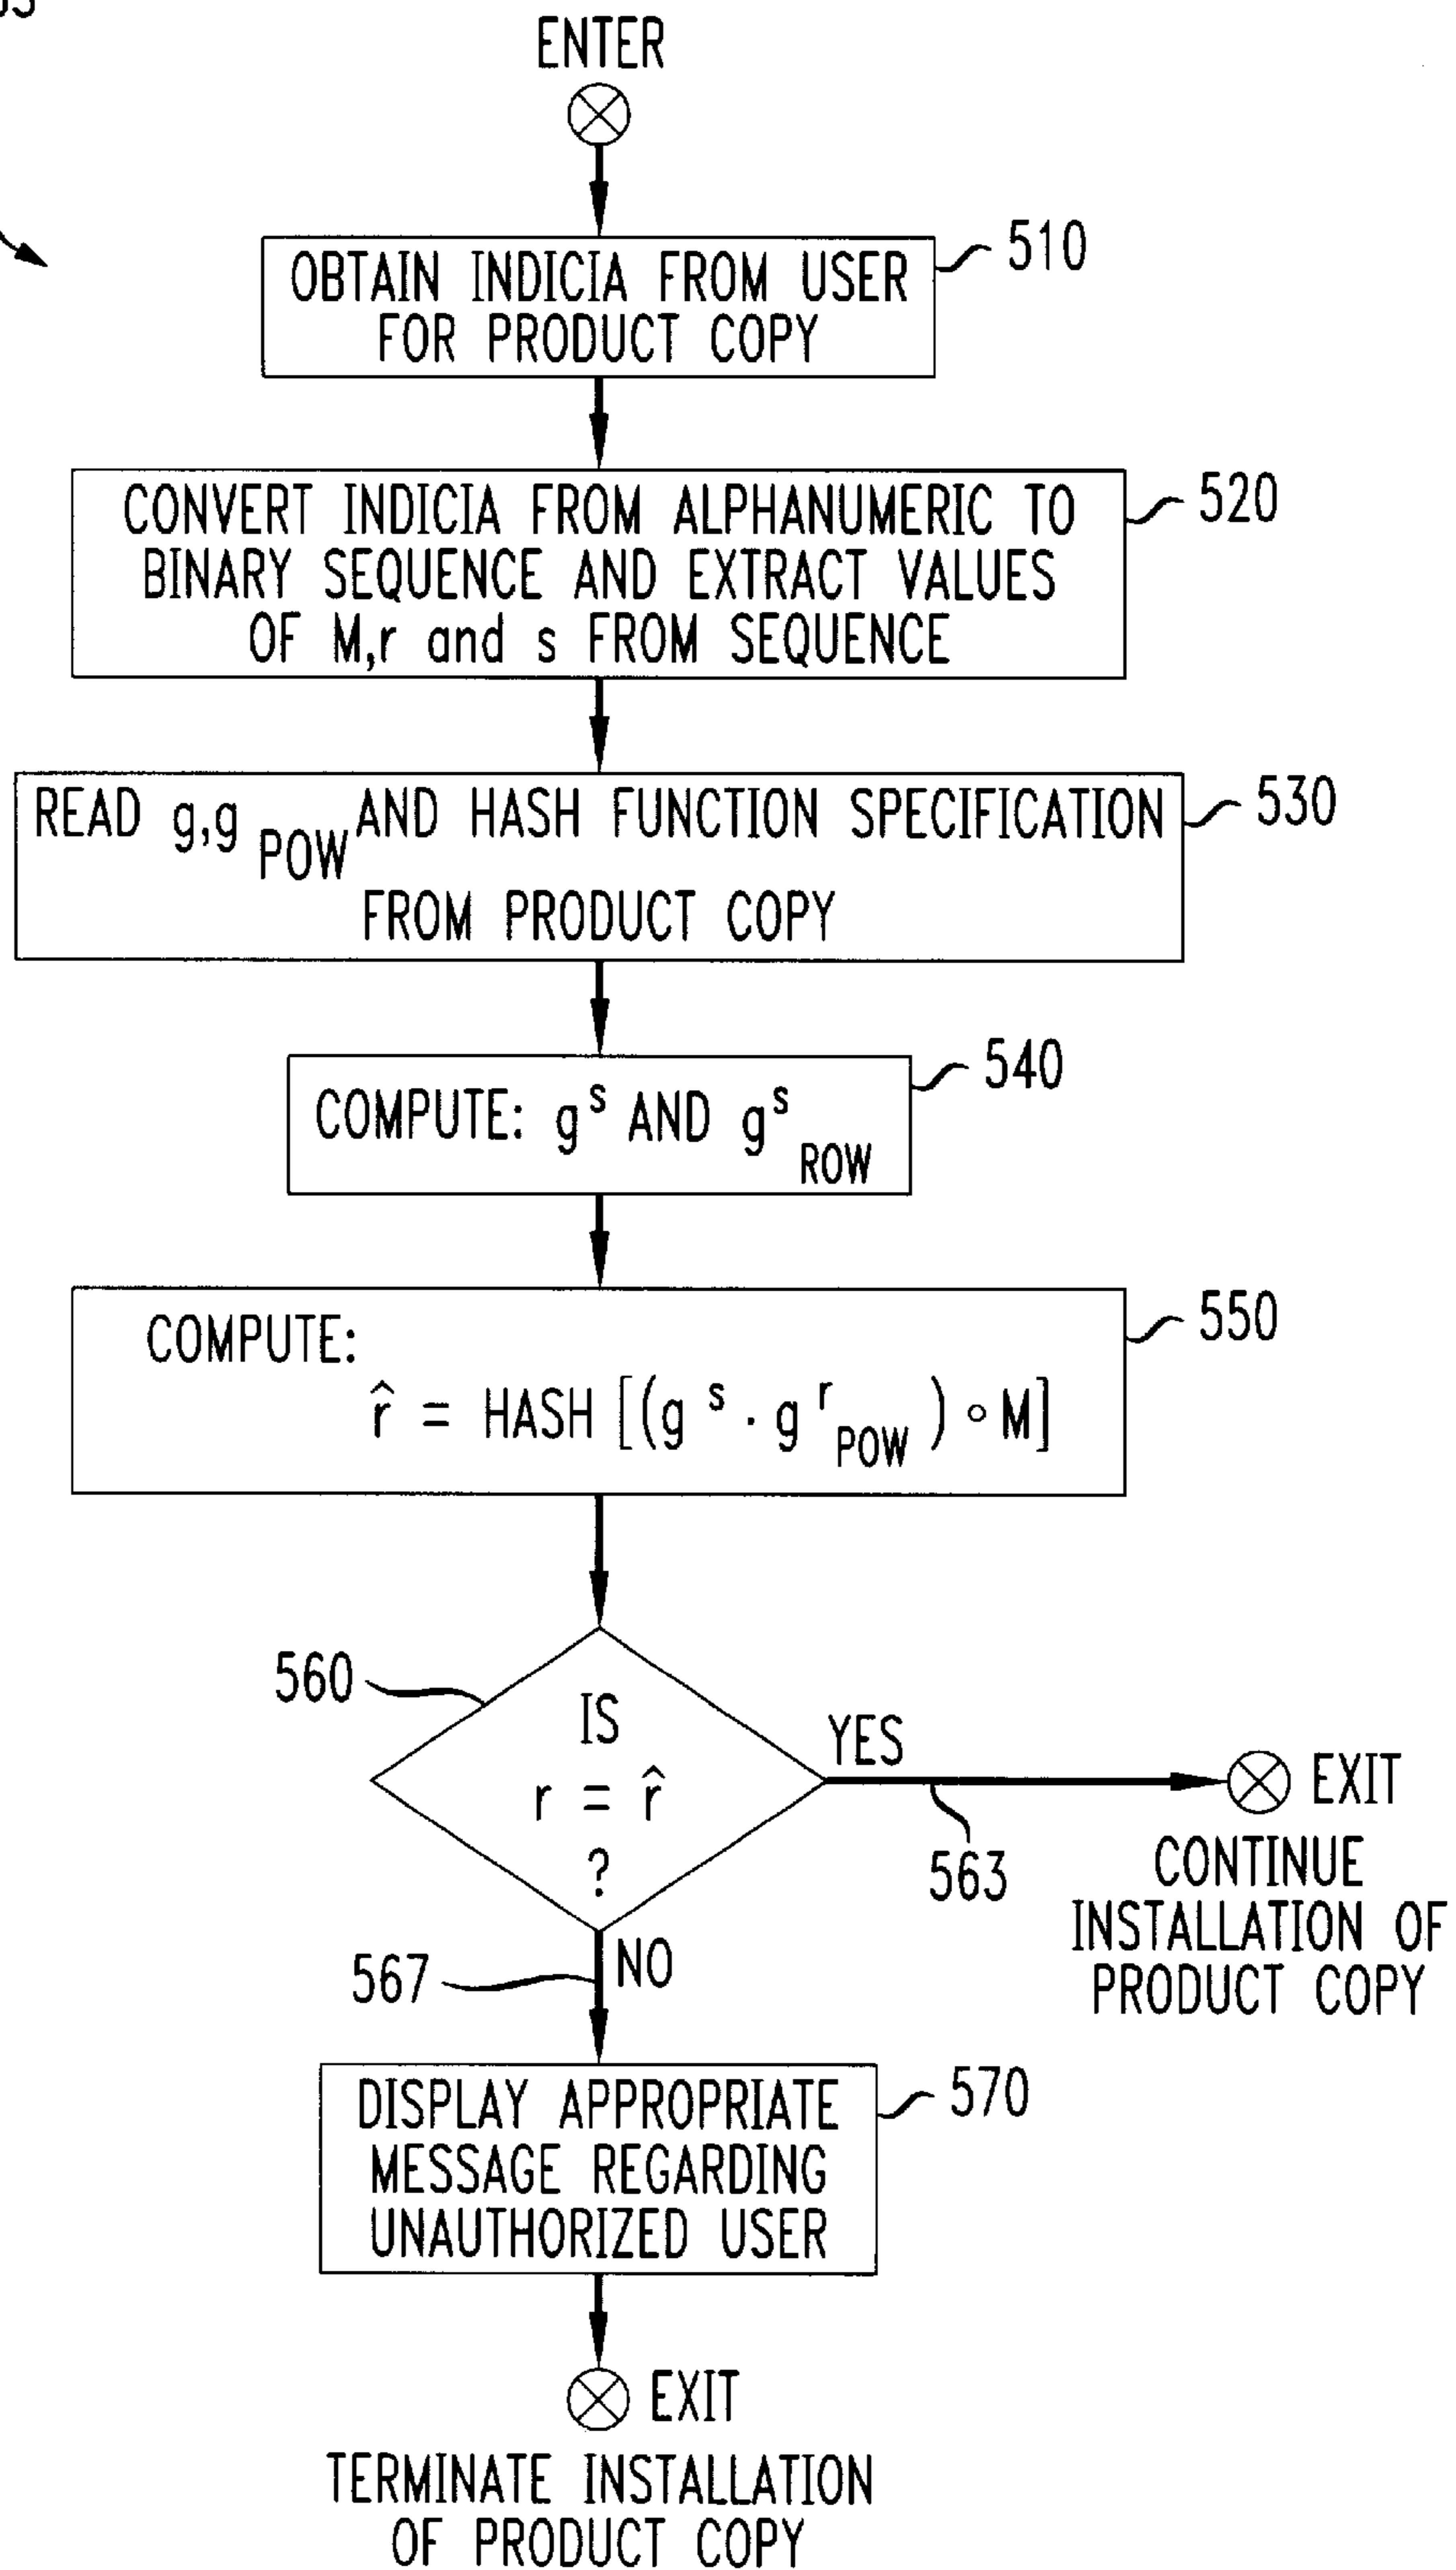 ENTER
510
OBTAIN INDICIA FROM USER
FOR PRODUCT COPY
520
CONVERT INDICIA FROM ALPHANUMERIC TO
BINARY SEQUENCE AND EXTRACT VALUES
OF M,r and s FROM SEQUENCE
530
READ g,g POW AND HASH FUNCTION SPECIFICATION
FROM PRODUCT COPY
540
COMPUTE: g^s AND g^s ROW
550
COMPUTE:
r̂ = HASH [(g^s · g^r POW) ∘ M]
560
IS
r = r̂
?
YES
563
EXIT
CONTINUE
INSTALLATION OF
PRODUCT COPY
567
NO
570
DISPLAY APPROPRIATE
MESSAGE REGARDING
UNAUTHORIZED USER
EXIT
TERMINATE INSTALLATION
OF PRODUCT COPY